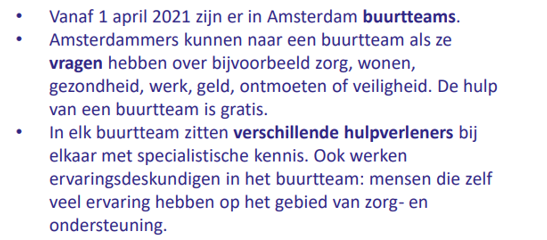 • Vanaf 1 april 2021 zijn er in Amsterdam buurtteams.
• Amsterdammers kunnen naar een buurtteam als ze
vragen hebben over bijvoorbeeld zorg, wonen,
gezondheid, werk, geld, ontmoeten of veiligheid. De hulp
van een buurtteam is gratis.
• In elk buurtteam zitten verschillende hulpverleners bij
elkaar met specialistische kennis. Ook werken
ervaringsdeskundigen in het buurtteam: mensen die zelf
veel ervaring hebben op het gebied van zorg- en
ondersteuning.